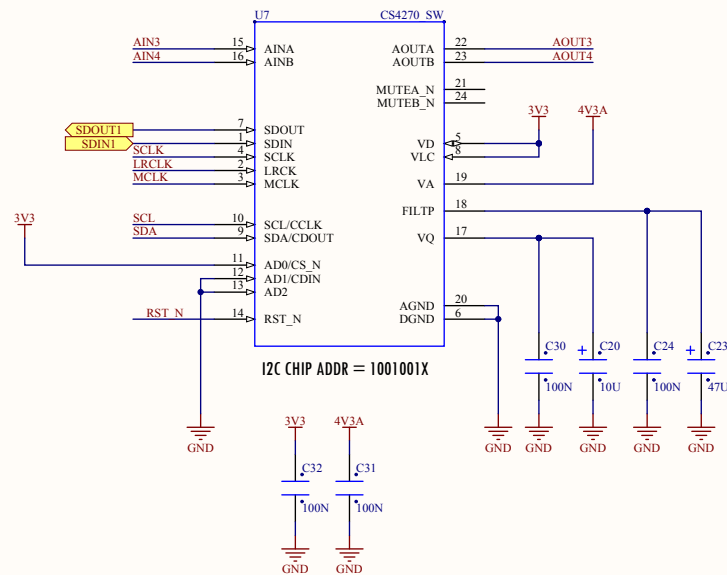 U7 CS4270_SW
AIN3 15 AINA AOUTA 22 AOUT3
AIN4 16 AINB AOUTB 23 AOUT4
MUTEA_N 21
MUTEB_N 24
3V3 4V3A
SDOUT1 7 SDOUT
SDIN1 1 SDIN VD 5
SCLK 4 SCLK VLC 8
LRCK 2 LRCK
MCLK 3 MCLK VA 19
FILTP 18
3V3 SCL 10 SCL/CCLK
SDA 9 SDA/CDOUT VQ 17
11 AD0/CS_N
12 AD1/CDIN
13 AD2
AGND 20
RST_N 14 RST_N DGND 6
C30 C20 C24 C23
+ +
I2C CHIP ADDR = 1001001X
100N 10U 100N 47U
3V3 4V3A
GND GND GND GND GND GND
C32 C31
100N 100N
GND GND